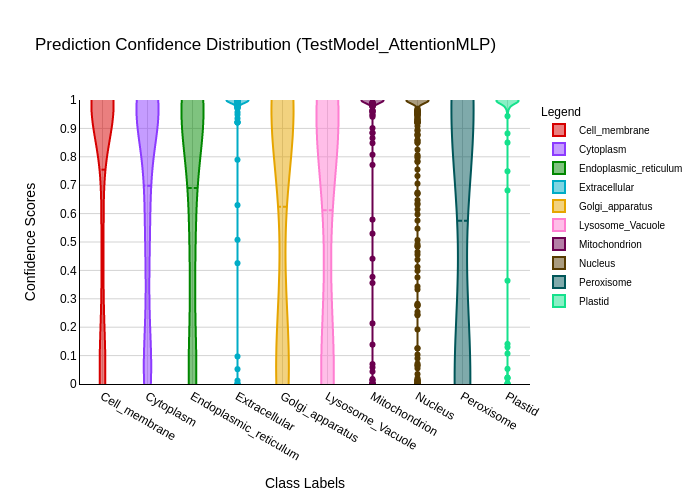 Prediction Confidence Distribution (TestModel_AttentionMLP)
Legend
Cell_membrane
Cytoplasm
Endoplasmic_reticulum
Extracellular
Golgi_apparatus
Lysosome_Vacuole
Mitochondrion
Nucleus
Peroxisome
Plastid
Confidence Scores
1
0.9
0.8
0.7
0.6
0.5
0.4
0.3
0.2
0.1
0
Cell_membrane
Cytoplasm
Endoplasmic_reticulum
Extracellular
Golgi_apparatus
Lysosome_Vacuole
Mitochondrion
Nucleus
Peroxisome
Plastid
Class Labels